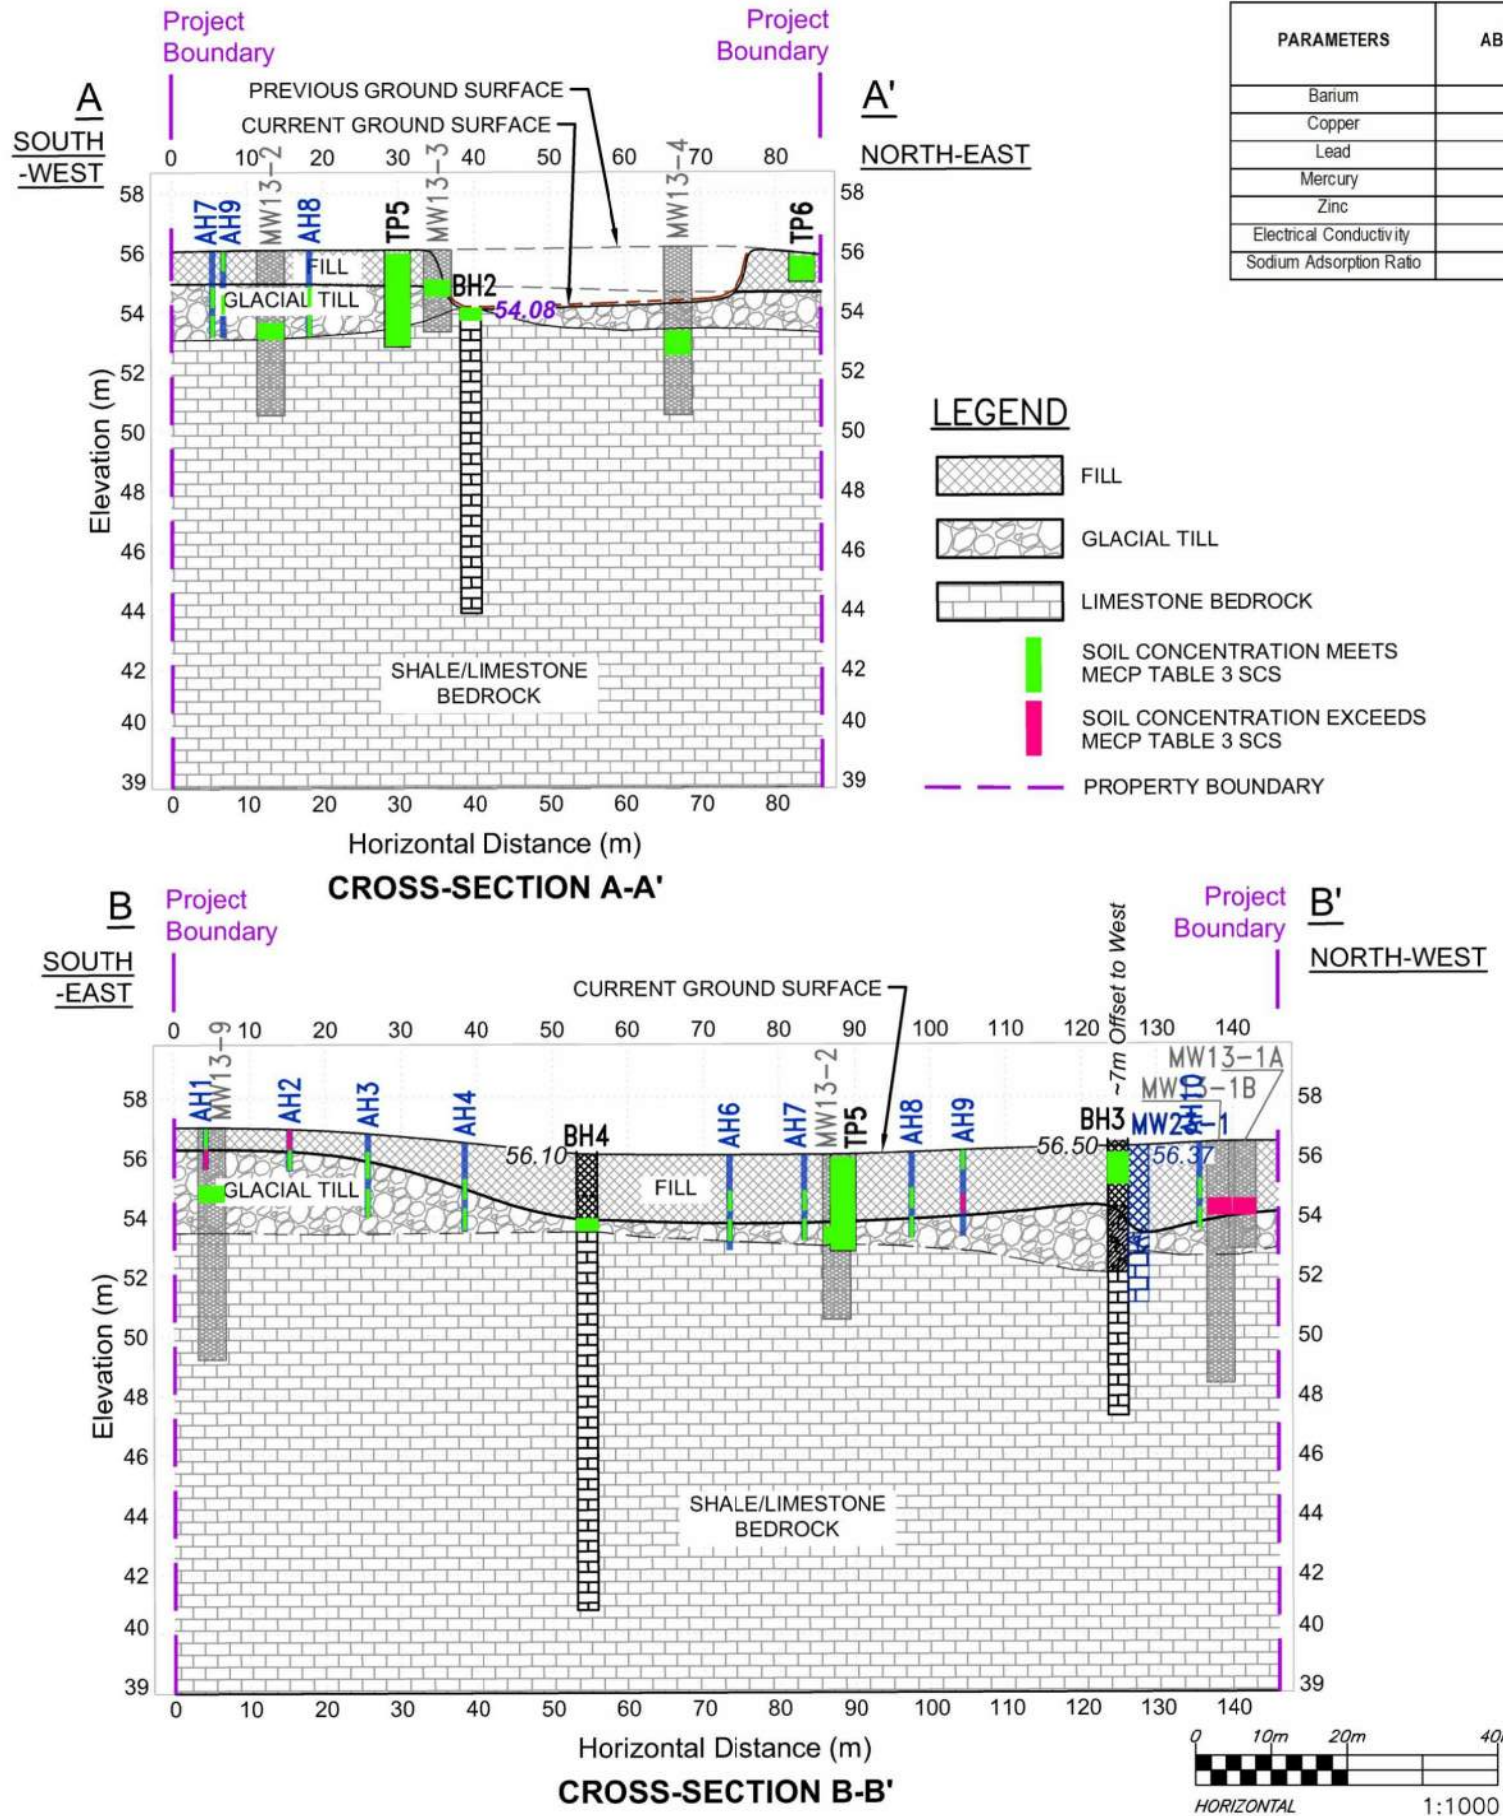 Project
Boundary
Project
Boundary
A
SOUTH
-WEST
PREVIOUS GROUND SURFACE
CURRENT GROUND SURFACE
A'
NORTH-EAST
0 10 20 30 40 50 60 70 80
58
56
54
52
50
48
46
44
42
40
39
Elevation (m)
AH7
AH9
MW13-2
AH8
TP5
MW13-3
BH2
54.08
MW13-4
TP6
FILL
GLACIAL TILL
SHALE/LIMESTONE
BEDROCK
58
56
54
52
50
48
46
44
42
40
39
0 10 20 30 40 50 60 70 80
Horizontal Distance (m)
CROSS-SECTION A-A'
PARAMETERS AB
Barium
Copper
Lead
Mercury
Zinc
Electrical Conductivity
Sodium Adsorption Ratio
LEGEND
FILL
GLACIAL TILL
LIMESTONE BEDROCK
SOIL CONCENTRATION MEETS
MECP TABLE 3 SCS
SOIL CONCENTRATION EXCEEDS
MECP TABLE 3 SCS
PROPERTY BOUNDARY
B
Project
Boundary
SOUTH
-EAST
CURRENT GROUND SURFACE
~7m Offset to West
Project
Boundary
B'
NORTH-WEST
0 10 20 30 40 50 60 70 80 90 100 110 120 130 140
58
56
54
52
50
48
46
44
42
40
39
Elevation (m)
AH1
MW13-9
AH2
AH3
AH4
56.10
BH4
AH6
AH7
MW13-2
TP5
AH8
AH9
56.50
BH3
MW23-1
56.37
AH10
MW13-1B
MW13-1A
GLACIAL TILL
FILL
SHALE/LIMESTONE
BEDROCK
58
56
54
52
50
48
46
44
42
40
39
0 10 20 30 40 50 60 70 80 90 100 110 120 130 140
Horizontal Distance (m)
CROSS-SECTION B-B'
0 10m 20m 40
HORIZONTAL 1:1000